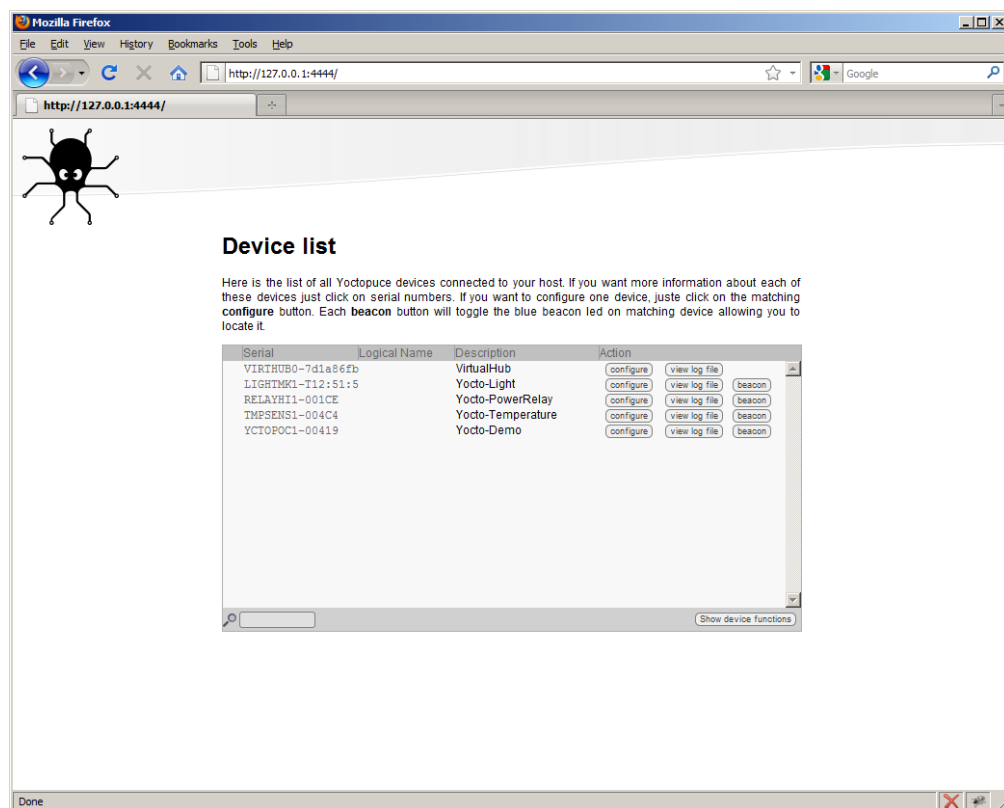 Mozilla Firefox
File Edit View History Bookmarks Tools Help
http://127.0.0.1:4444/ Google
http://127.0.0.1:4444/
Device list
Here is the list of all Yoctopuce devices connected to your host. If you want more information about each of
these devices just click on serial numbers. If you want to configure one device, juste click on the matching
configure button. Each beacon button will toggle the blue beacon led on matching device allowing you to
locate it.
Serial Logical Name Description Action
VIRTHUB0-7d1a86fb VirtualHub configure view log file
LIGHTMK1-T12:51:5 Yocto-Light configure view log file beacon
RELAYHI1-001CE Yocto-PowerRelay configure view log file beacon
TMPSENS1-004C4 Yocto-Temperature configure view log file beacon
YCTOPOC1-00419 Yocto-Demo configure view log file beacon
Show device functions
Done